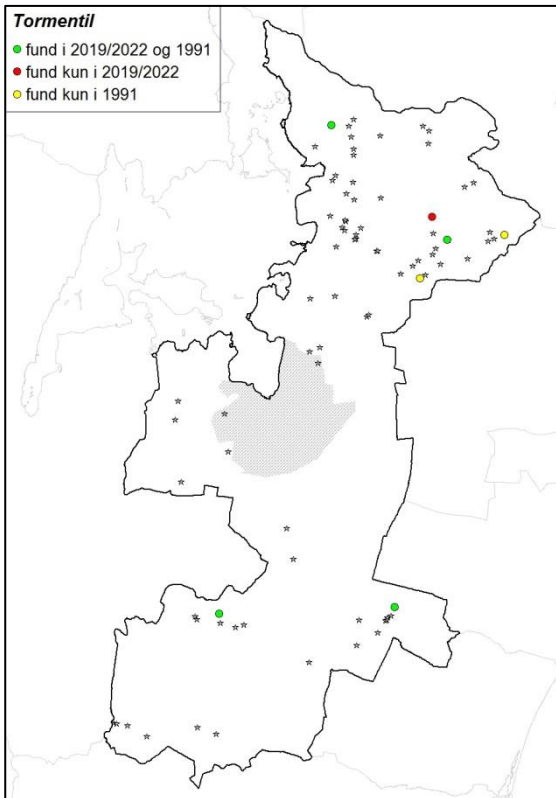 Tormentil
fund i 2019/2022 og 1991
fund kun i 2019/2022
fund kun i 1991